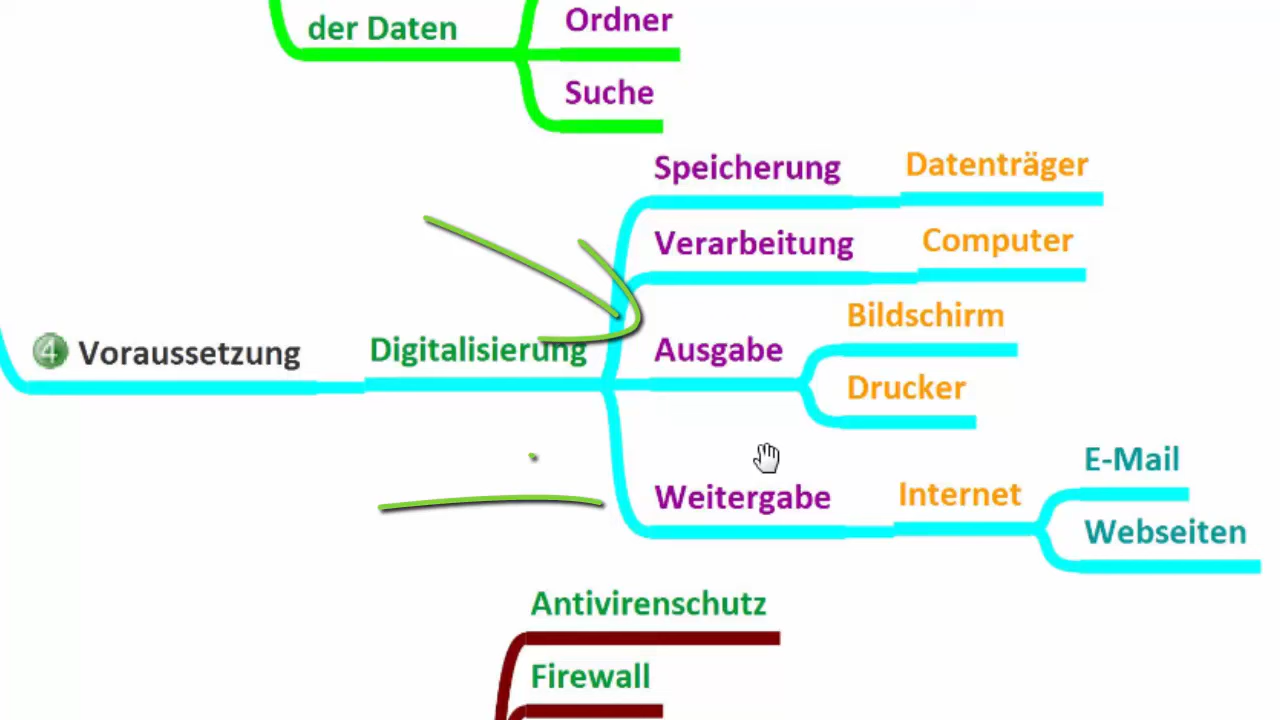 der Daten
Ordner
Suche
4 Voraussetzung
Digitalisierung
Speicherung
Datenträger
Verarbeitung
Computer
Ausgabe
Bildschirm
Drucker
Weitergabe
Internet
E-Mail
Webseiten
Antivirenschutz
Firewall